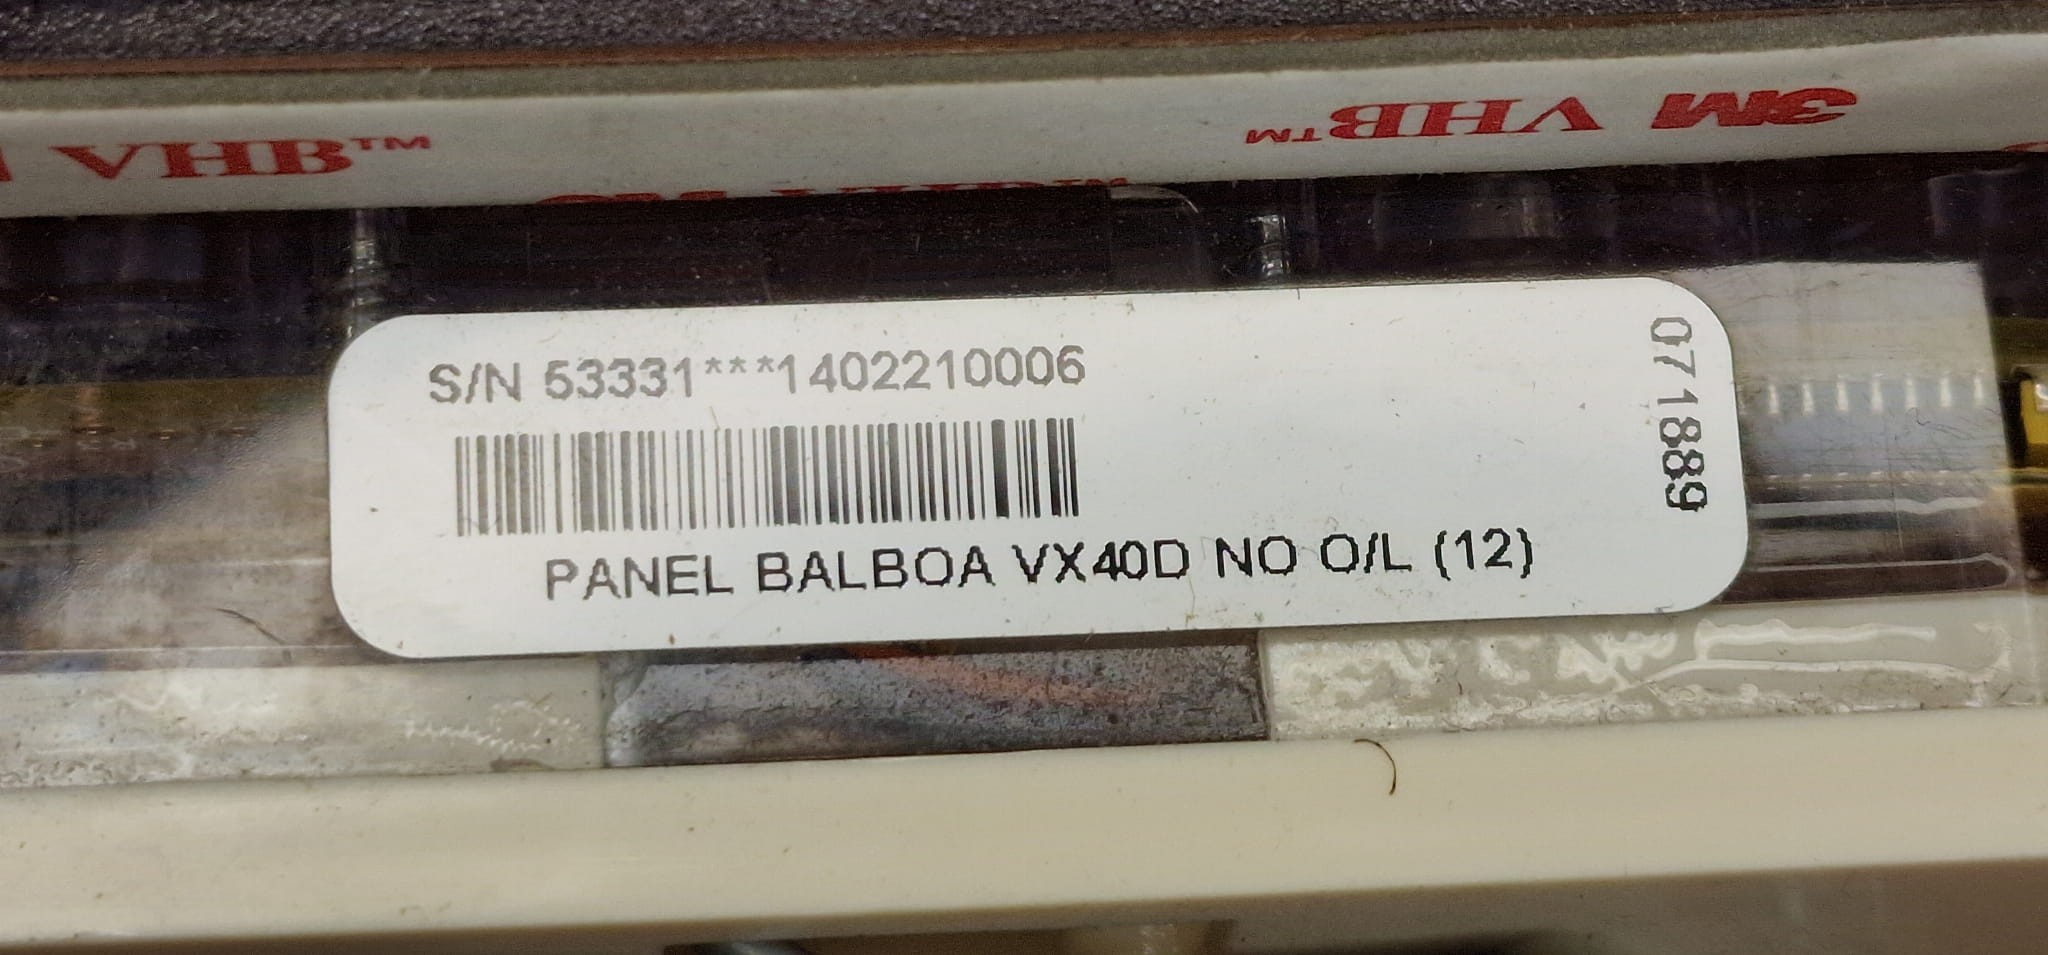 VHB™
3M VHB™
S/N 53331***1402210006
071889
PANEL BALBOA VX40D NO O/L (12)